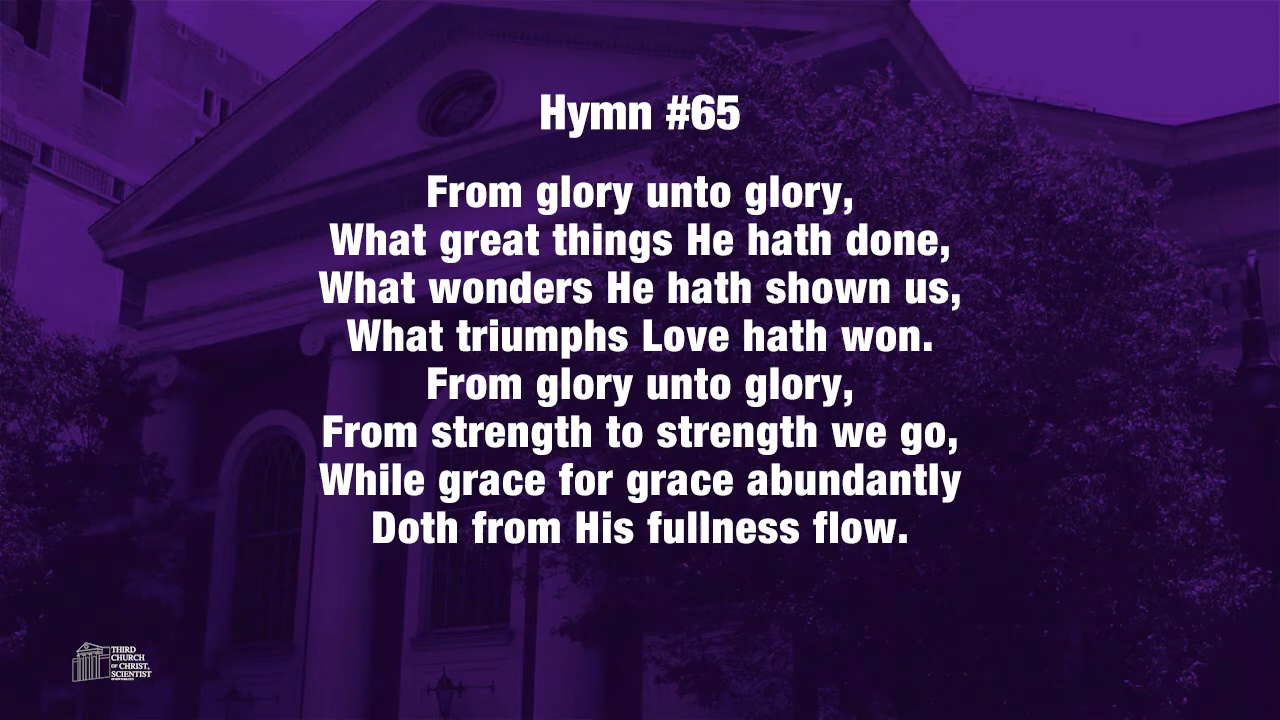 Hymn #65
From glory unto glory,
What great things He hath done,
What wonders He hath shown us,
What triumphs Love hath won.
From glory unto glory,
From strength to strength we go,
While grace for grace abundantly
Doth from His fullness flow.
THIRD
CHURCH
OF CHRIST,
SCIENTIST